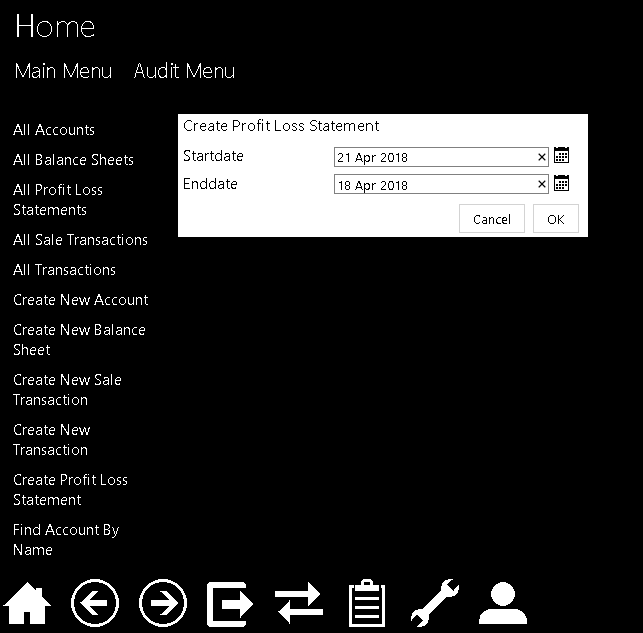 Home
Main Menu Audit Menu
All Accounts
All Balance Sheets
All Profit Loss
Statements
All Sale Transactions
All Transactions
Create New Account
Create New Balance
Sheet
Create New Sale
Transaction
Create New
Transaction
Create Profit Loss
Statement
Find Account By
Name
Create Profit Loss Statement
Startdate 21 Apr 2018
Enddate 18 Apr 2018
Cancel OK